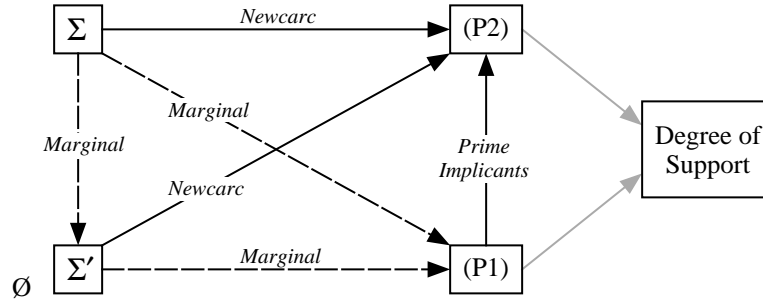 Newcarc
Σ
(P2)
Marginal
Marginal
Degree of
Support
Prime
Implicants
Newcarc
Marginal
Σ′
(P1)
Ø